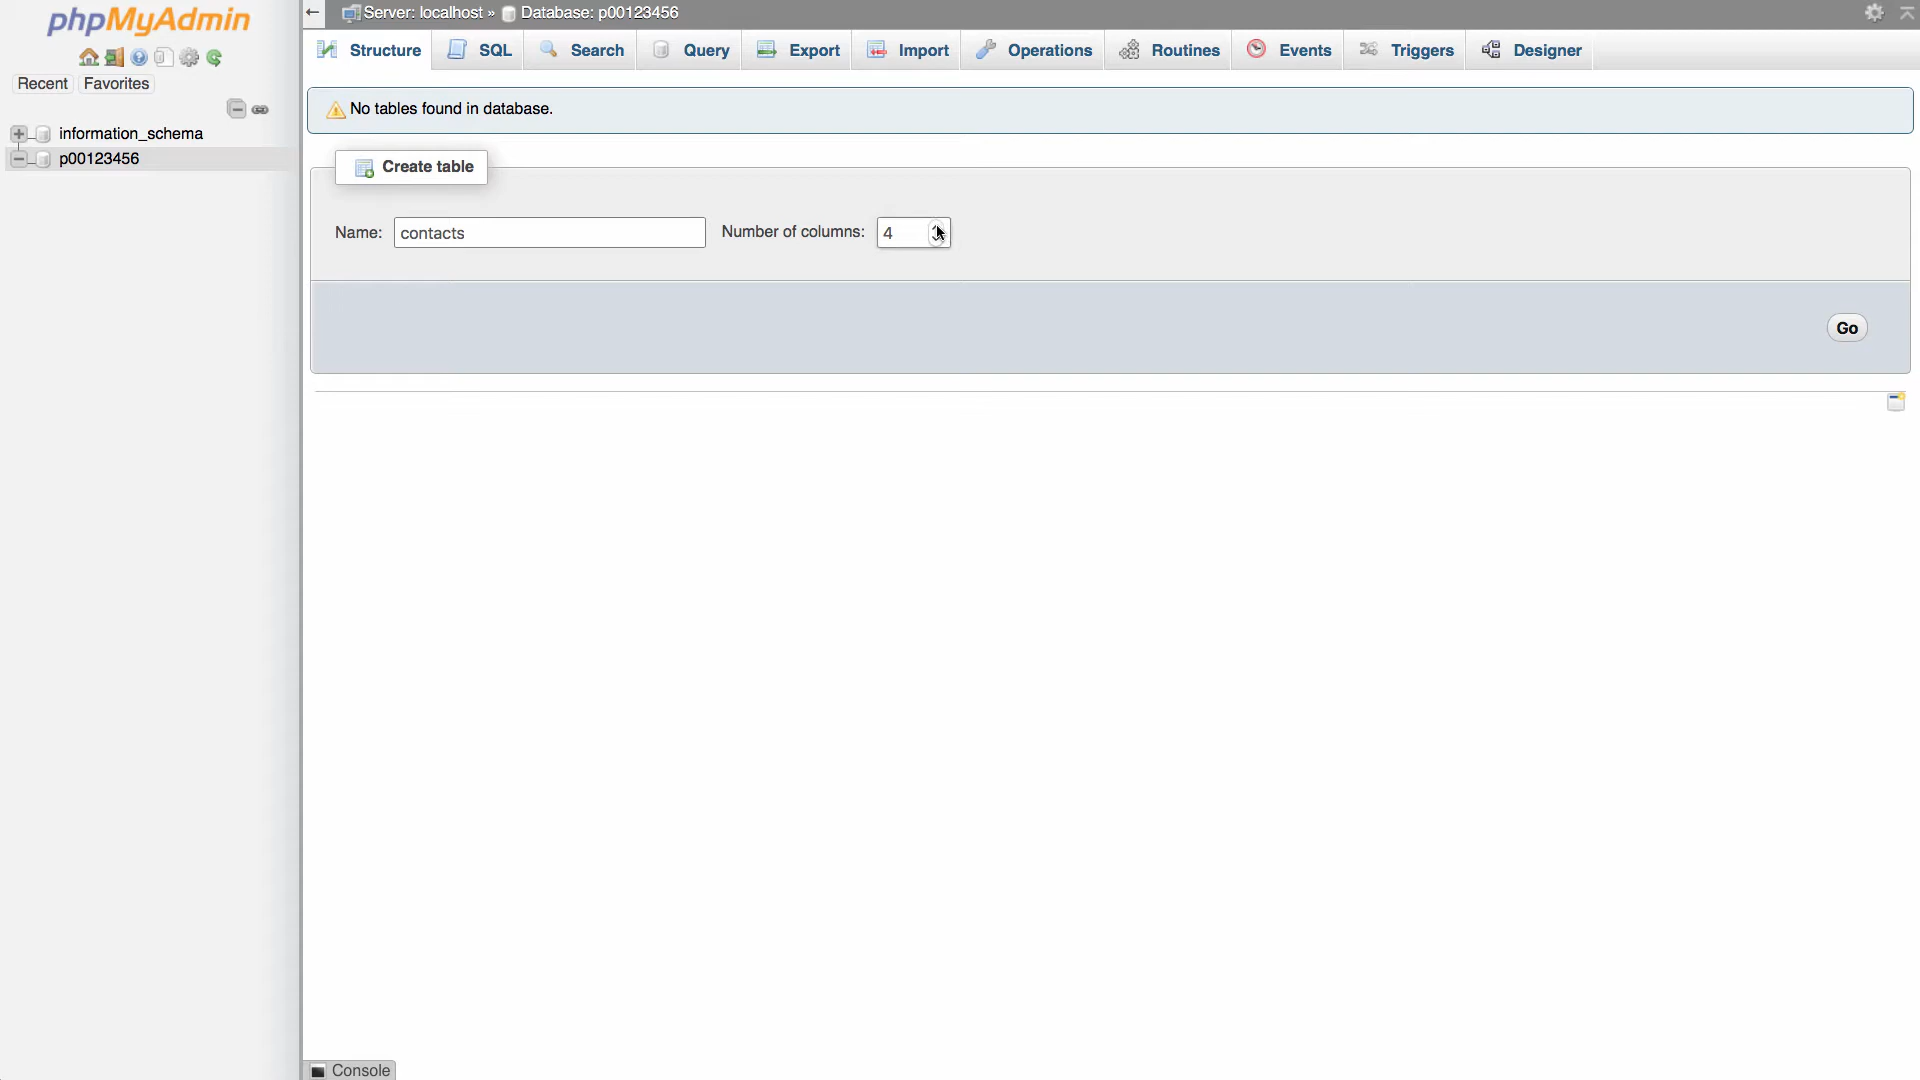 phpMyAdmin
Server: localhost » Database: p00123456
Structure SQL Search Query Export Import Operations Routines Events Triggers Designer
Recent Favorites
No tables found in database.
information_schema
p00123456
Create table
Name: contacts Number of columns: 4
Go
Console